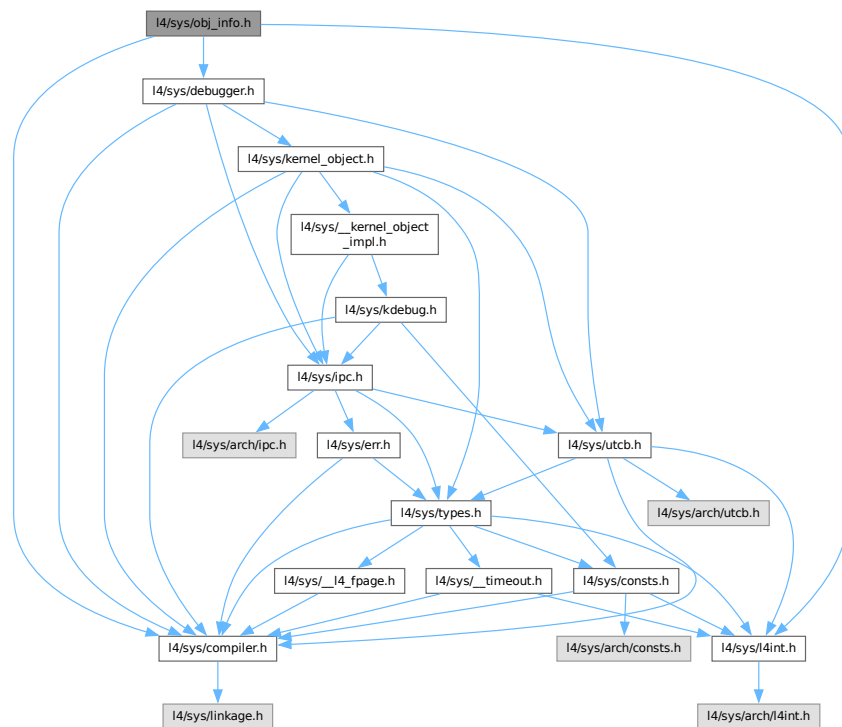 l4/sys/obj_info.h
l4/sys/debugger.h
l4/sys/kernel_object.h
l4/sys/__kernel_object
_impl.h
l4/sys/kdebug.h
l4/sys/ipc.h
l4/sys/arch/ipc.h
l4/sys/err.h
l4/sys/utcb.h
l4/sys/types.h
l4/sys/arch/utcb.h
l4/sys/__l4_fpage.h
l4/sys/__timeout.h
l4/sys/consts.h
l4/sys/compiler.h
l4/sys/arch/consts.h
l4/sys/l4int.h
l4/sys/linkage.h
l4/sys/arch/l4int.h